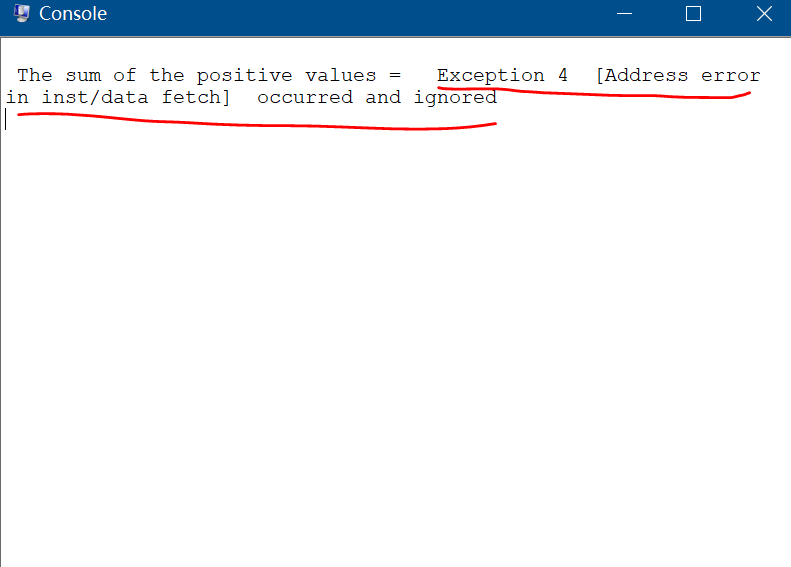 Console
The sum of the positive values =   Exception 4  [Address error
in inst/data fetch]  occurred and ignored